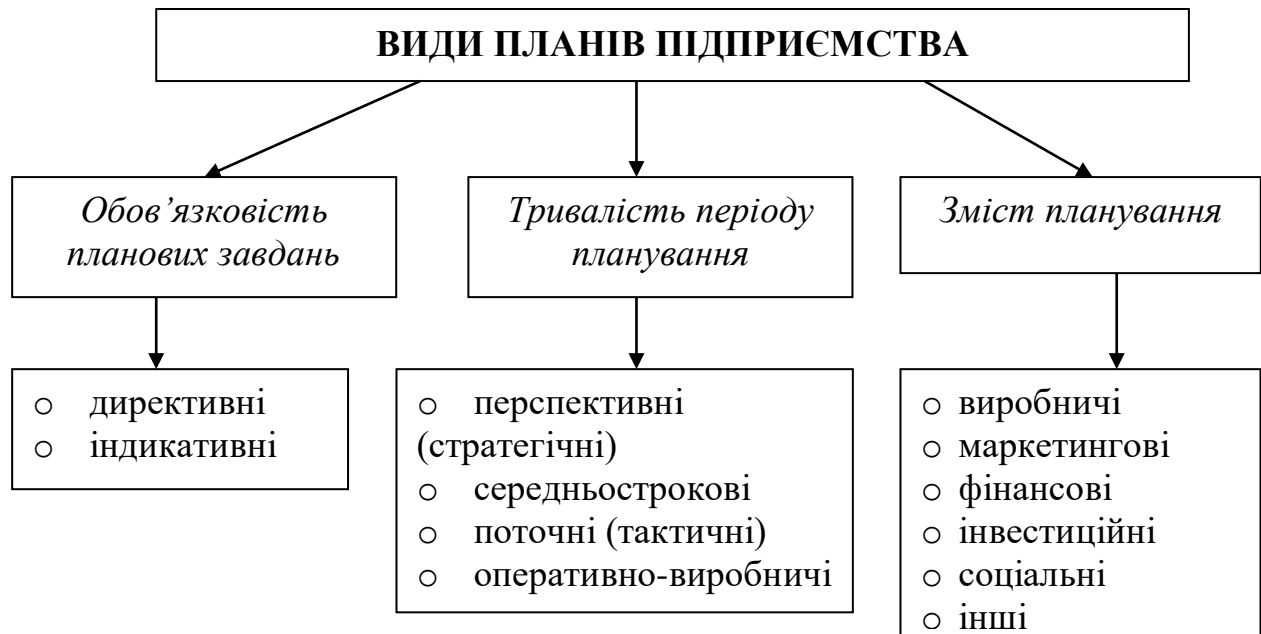 ВИДИ ПЛАНІВ ПІДПРИЄМСТВА
Обов’язковість
планових завдань
Тривалість періоду
планування
Зміст планування
o директивні
o індикативні
o перспективні
(стратегічні)
o середньострокові
o поточні (тактичні)
o оперативно-виробничі
o виробничі
o маркетингові
o фінансові
o інвестиційні
o соціальні
o інші